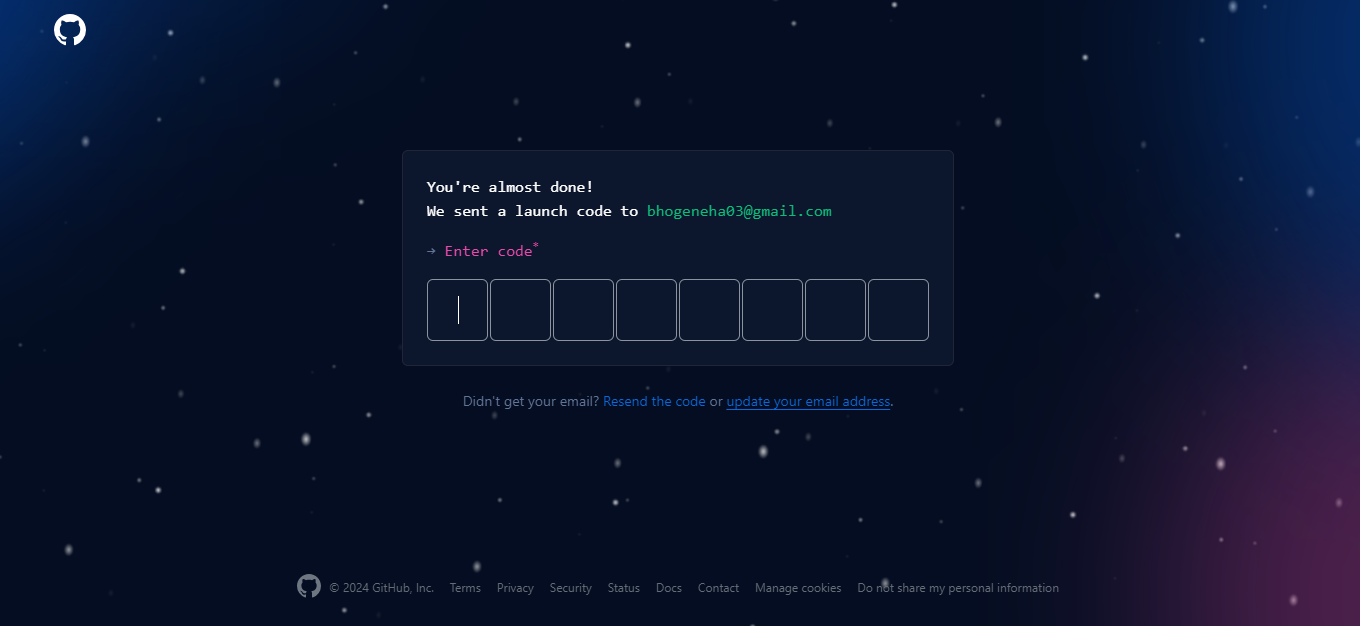 You're almost done!
We sent a launch code to bhogeneha03@gmail.com
→ Enter code*
Didn't get your email? Resend the code or update your email address.
© 2024 GitHub, Inc. Terms Privacy Security Status Docs Contact Manage cookies Do not share my personal information